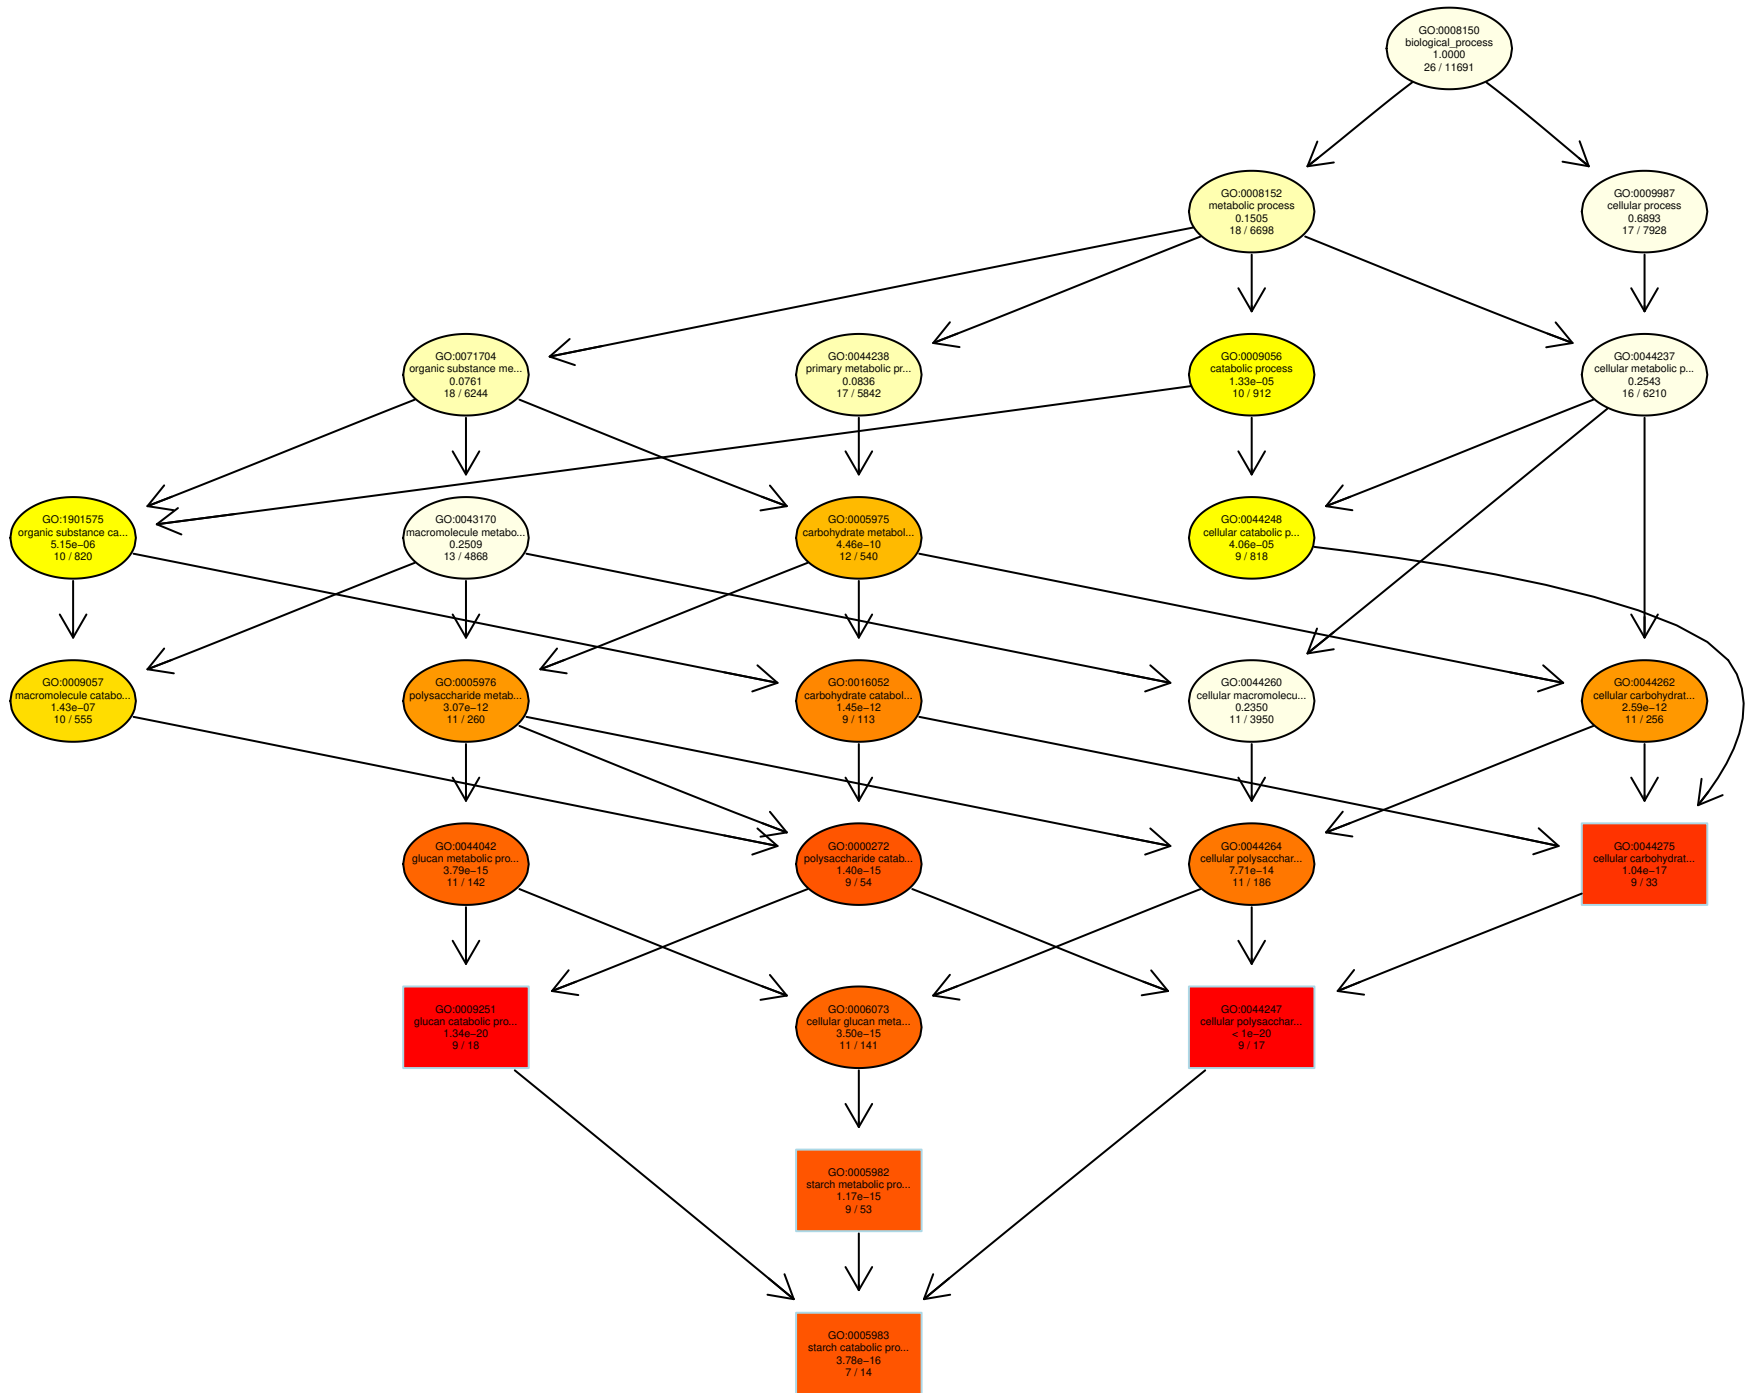 GO:0008150
biological_process
1.0000
26 / 11691
GO:0008152
metabolic process
0.1505
18 / 6698
GO:0009987
cellular process
0.6893
17 / 7928
GO:0071704
organic substance me...
0.0761
18 / 6244
GO:0044238
primary metabolic pr...
0.0836
17 / 5842
GO:0009056
catabolic process
1.33e−05
10 / 912
GO:0044237
cellular metabolic p...
0.2543
16 / 6210
GO:1901575
organic substance ca...
5.15e−06
10 / 820
GO:0043170
macromolecule metabo...
0.2509
13 / 4868
GO:0005975
carbohydrate metabol...
4.46e−10
12 / 540
GO:0044248
cellular catabolic p...
4.06e−05
9 / 818
GO:0009057
macromolecule catabo...
1.43e−07
10 / 555
GO:0005976
polysaccharide metab...
3.07e−12
11 / 260
GO:0016052
carbohydrate catabol...
1.45e−12
9 / 113
GO:0044260
cellular macromolecu...
0.2350
11 / 3950
GO:0044262
cellular carbohydrat...
2.59e−12
11 / 256
GO:0044042
glucan metabolic pro...
3.79e−15
11 / 142
GO:0000272
polysaccharide catab...
1.40e−15
9 / 54
GO:0044264
cellular polysacchar...
7.71e−14
11 / 186
GO:0044275
cellular carbohydrat...
1.04e−17
9 / 33
GO:0009251
glucan catabolic pro...
1.34e−20
9 / 18
GO:0006073
cellular glucan meta...
3.50e−15
11 / 141
GO:0044247
cellular polysacchar...
< 1e−20
9 / 17
GO:0005982
starch metabolic pro...
1.17e−15
9 / 53
GO:0005983
starch catabolic pro...
3.78e−16
7 / 14